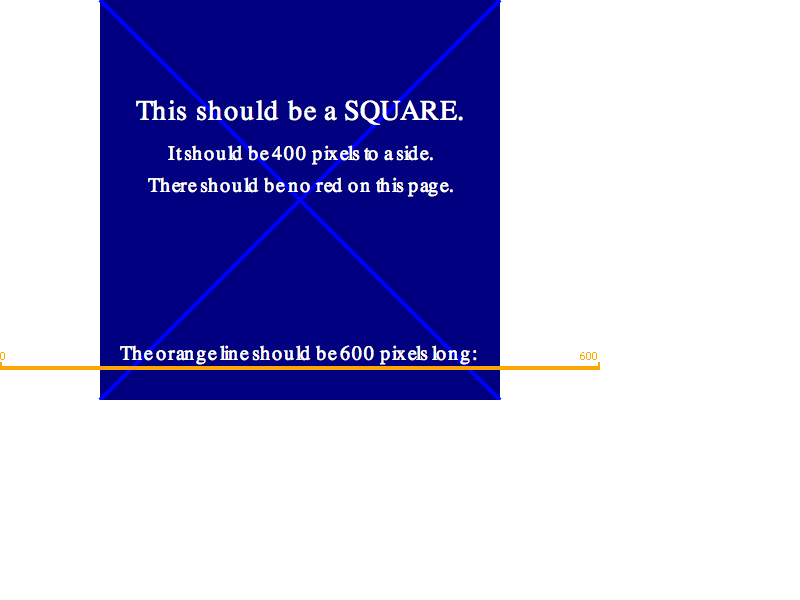 This should be a SQUARE.
It should be 400 pixels to a side.
There should be no red on this page.
The orange line should be 600 pixels long:
0 600